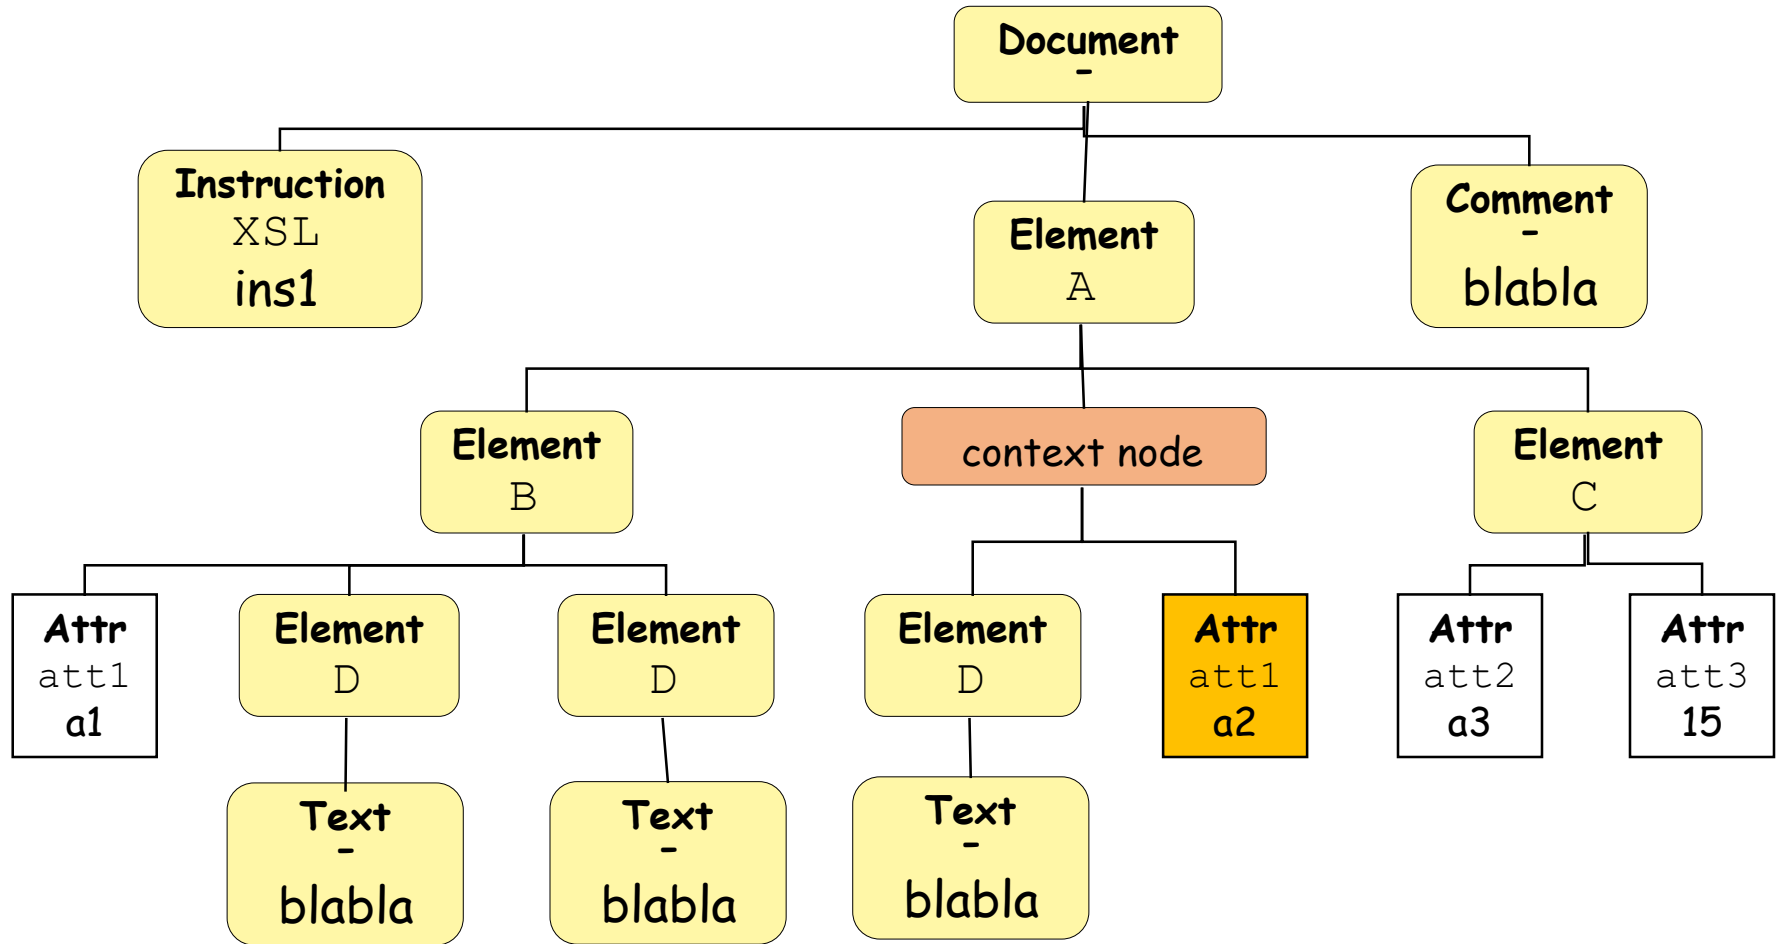 Document
-
Instruction
XSL
ins1
Element
A
Comment
-
blabla
Element
B
context node
Element
C
Attr
att1
a1
Element
D
Element
D
Element
D
Attr
att1
a2
Attr
att2
a3
Attr
att3
15
Text
-
blabla
Text
-
blabla
Text
-
blabla